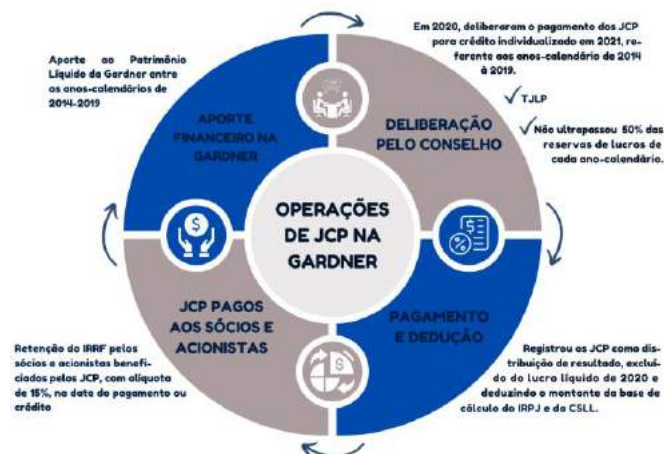 Em 2020, deliberaram o pagamento dos JCP
para crédito individualizado em 2021, re-
ferente aos anos-calendário de 2014
à 2019.
TJLP
Não ultrapassou 50% das
reservas de lucros de
cada ano-calendário.
Aporte ao Patrimônio
Líquido da Gardner entre
os anos-calendários de
2014-2019
APORTE
FINANCEIRO NA
GARDNER
DELIBERAÇÃO
PELO CONSELHO
OPERAÇÕES
DE JCP NA
GARDNER
JCP PAGOS
AOS SÓCIOS E
ACIONISTAS
PAGAMENTO
E DEDUÇÃO
Retenção do IRRF pelos
sócios e acionistas benefi-
ciados pelos JCP, com alíquota
de 15%, na data do pagamento ou
crédito
Registrou os JCP como dis-
tribuição de resultado, excluí-
do do lucro líquido de 2020 e
deduzindo o montante da base de
cálculo do IRPJ e da CSLL.